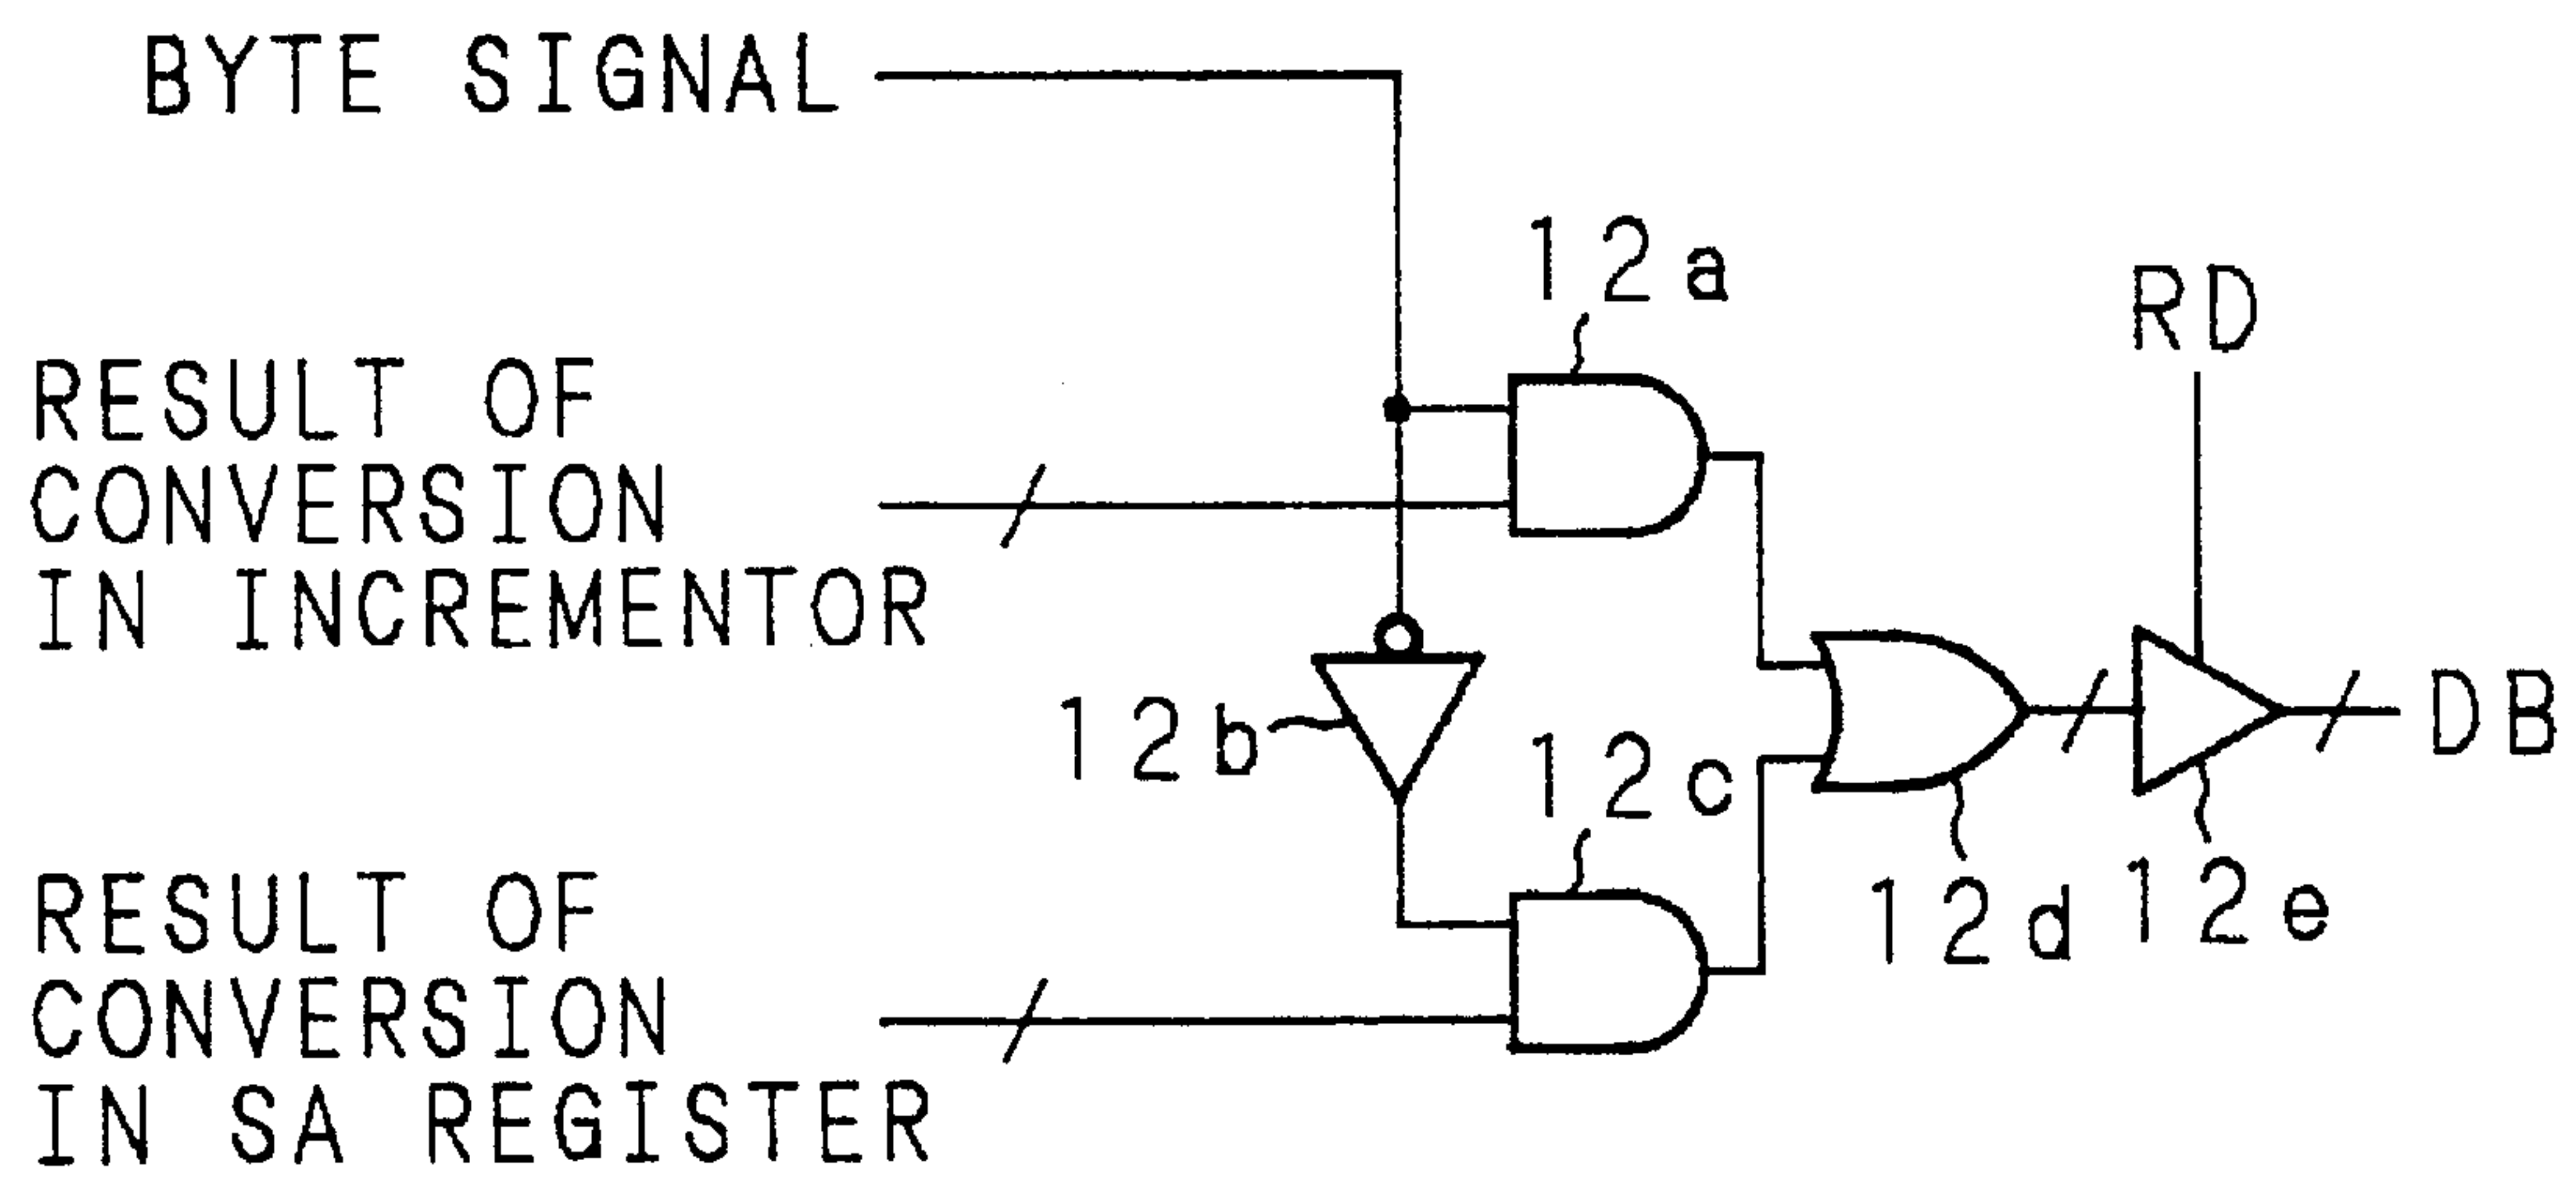 BYTE SIGNAL
12a
RD
RESULT OF
CONVERSION
IN INCREMENTOR
12b
12c
DB
12d
12e
RESULT OF
CONVERSION
IN SA REGISTER